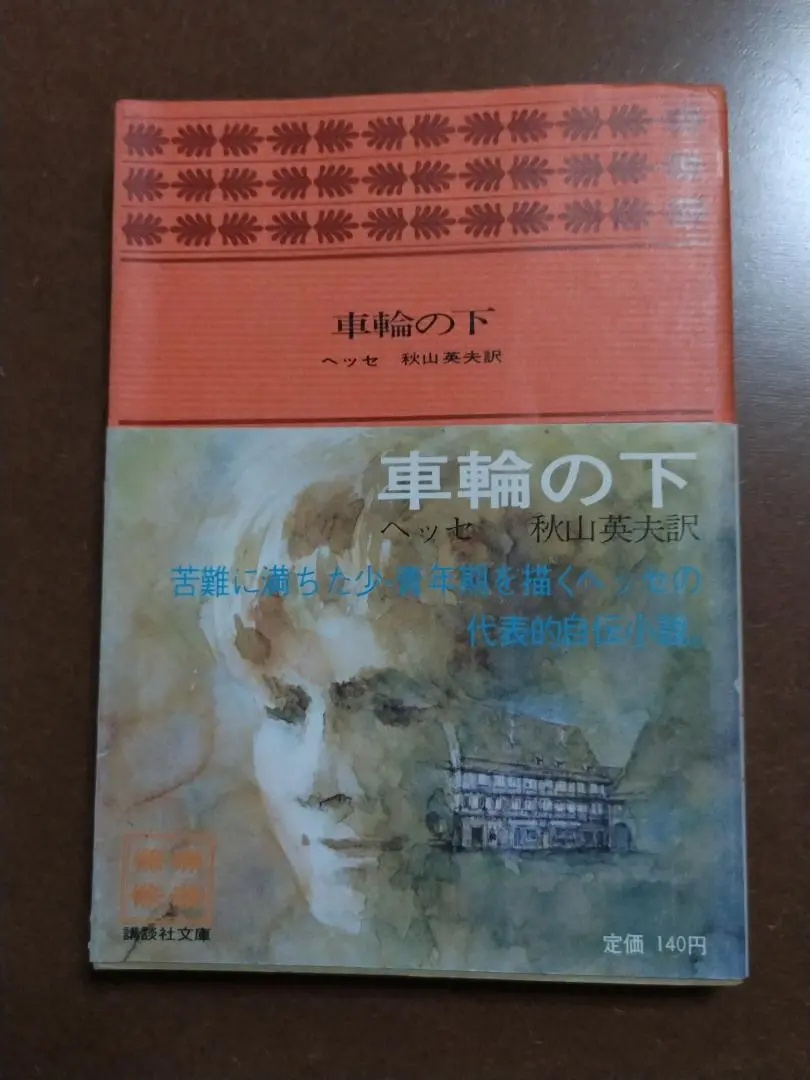 車輪の下
ヘッセ 秋山英夫訳
車輪の下
ヘッセ 秋山英夫訳
苦難に満ちた少・青年期を描くヘッセの
代表的自伝小説。
講談社文庫
定価 140円